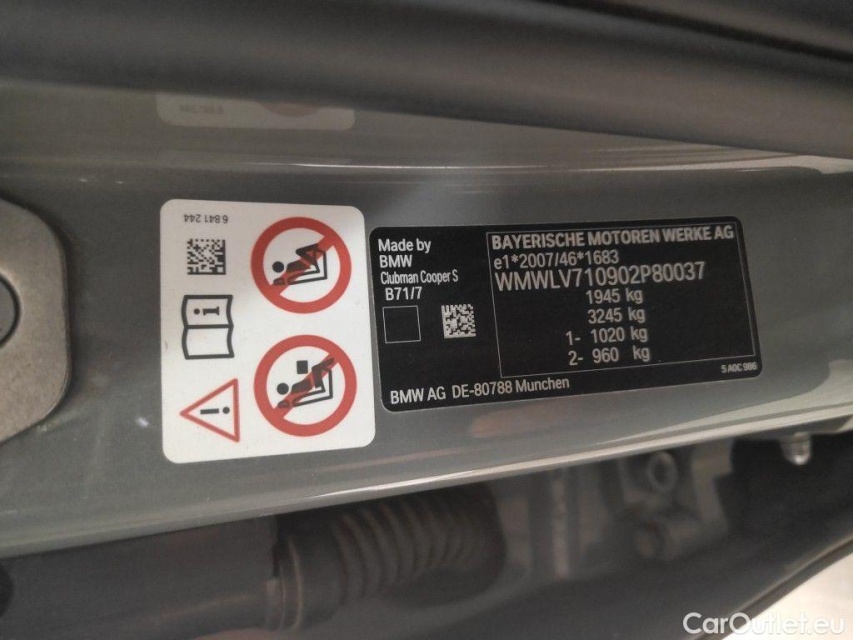 6 841 244
Made by
BMW
Clubman Cooper S
B71/7
BAYERISCHE MOTOREN WERKE AG
e1*2007/46*1683
WMWLV710902P80037
1945 kg
3245 kg
1- 1020 kg
2- 960 kg
BMW AG DE-80788 Munchen
5 A0C 986
CarOutlet.eu